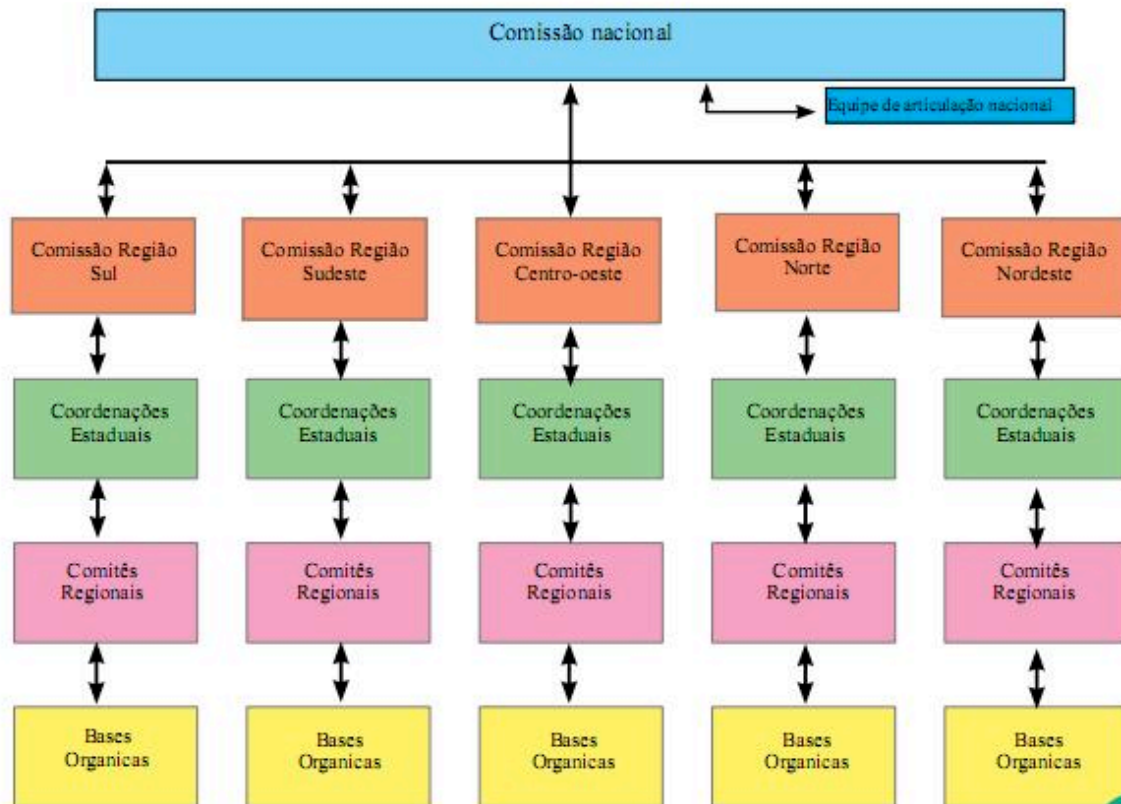 Comissão nacional
Equipe de articulação nacional
Comissão Região
Sul
Comissão Região
Sudeste
Comissão Região
Centro-oeste
Comissão Região
Norte
Comissão Região
Nordeste
Coordenações
Estaduais
Coordenações
Estaduais
Coordenações
Estaduais
Coordenações
Estaduais
Coordenações
Estaduais
Comitês
Regionais
Comitês
Regionais
Comitês
Regionais
Comitês
Regionais
Comitês
Regionais
Bases
Organicas
Bases
Organicas
Bases
Organicas
Bases
Organicas
Bases
Organicas